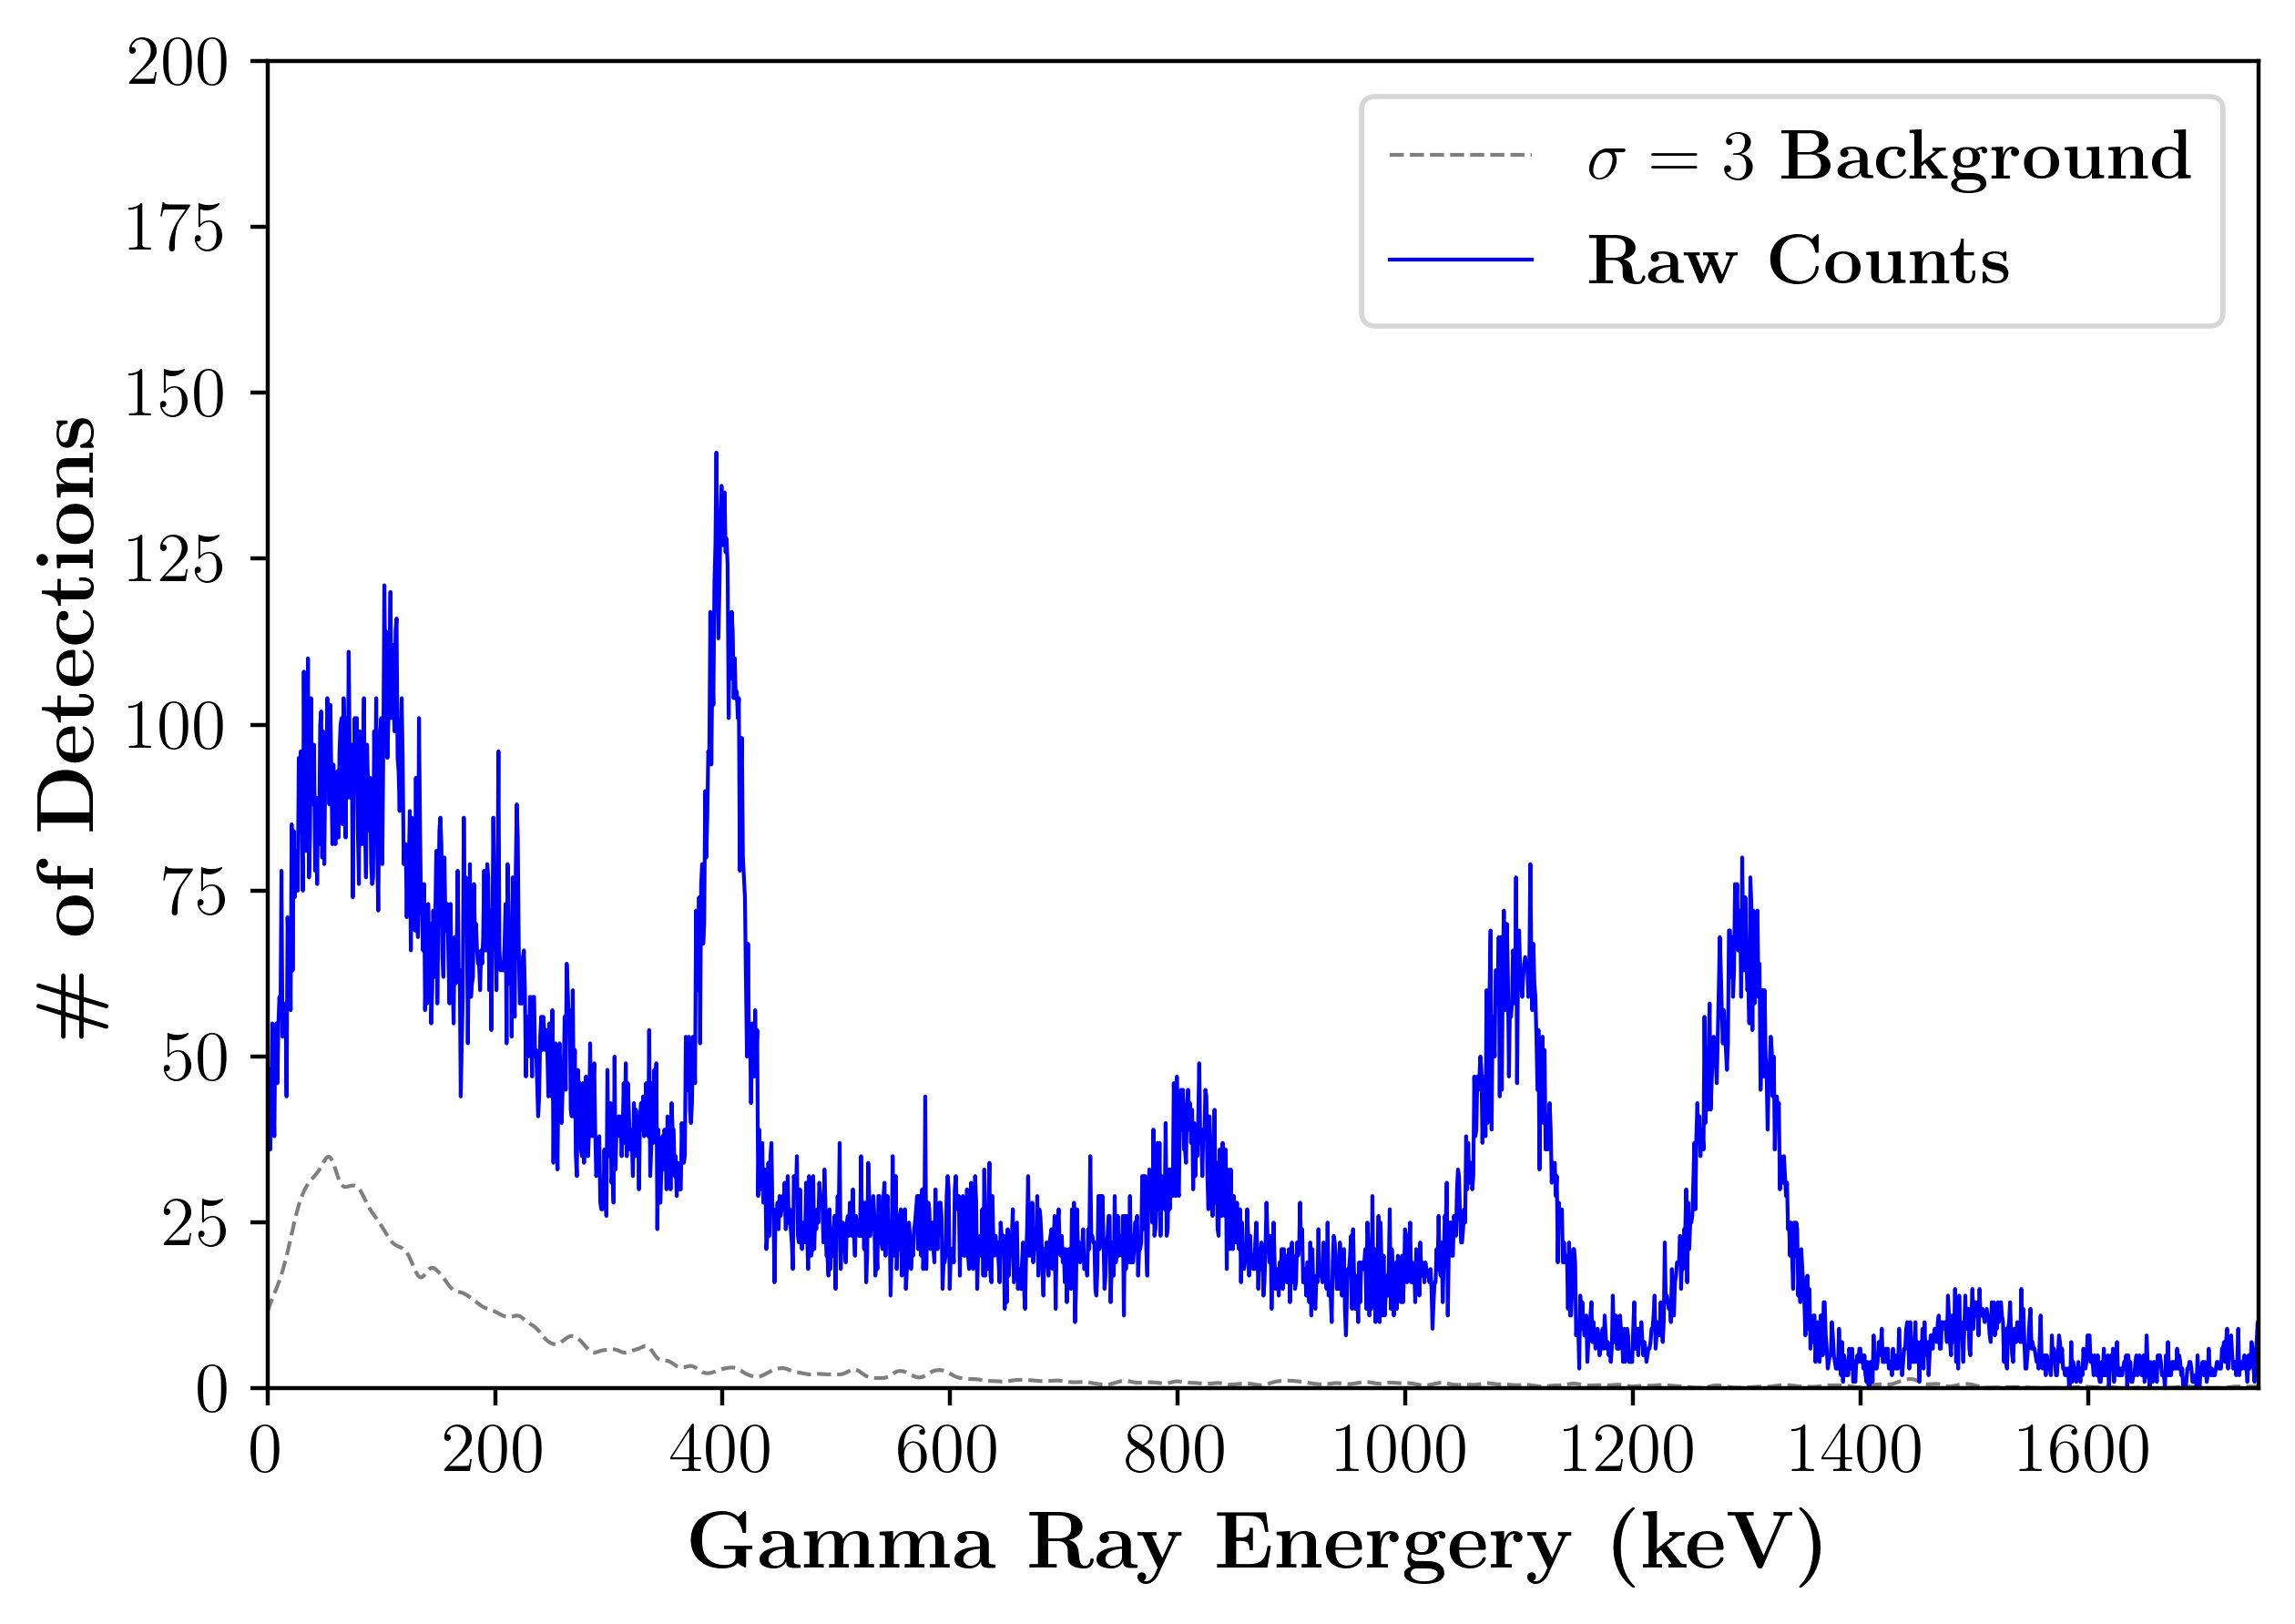 200
175
150
125
100
75
50
25
0
# of Detections
σ = 3 Background
Raw Counts
0 200 400 600 800 1000 1200 1400 1600
Gamma Ray Energery (keV)